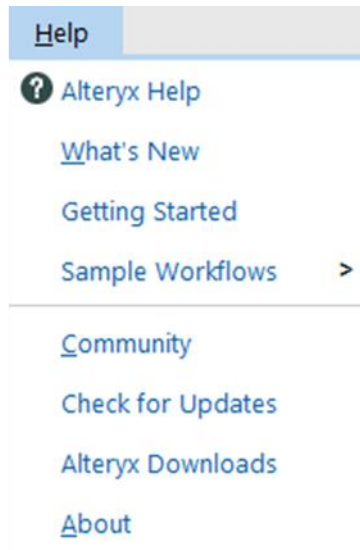 Help
Alteryx Help
What's New
Getting Started
Sample Workflows >
Community
Check for Updates
Alteryx Downloads
About